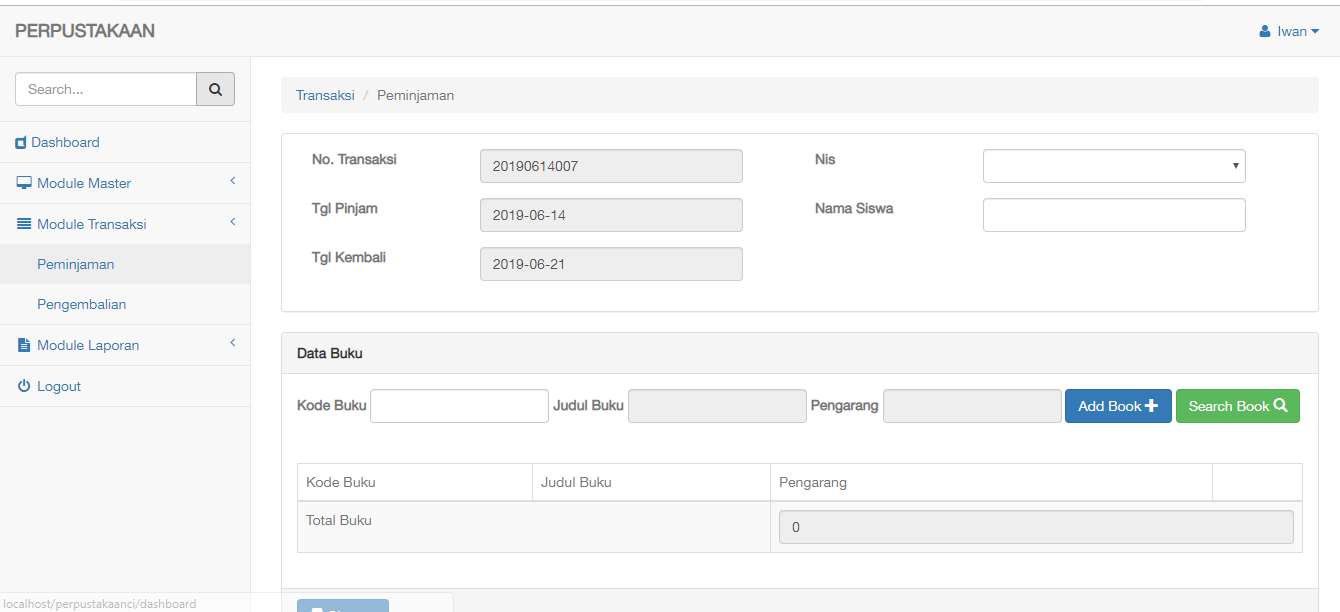 PERPUSTAKAAN
Iwan
Search...
Dashboard
Module Master
Module Transaksi
Peminjaman
Pengembalian
Module Laporan
Logout
Transaksi / Peminjaman
No. Transaksi 20190614007 Nis
Tgl Pinjam 2019-06-14 Nama Siswa
Tgl Kembali 2019-06-21
Data Buku
Kode Buku Judul Buku Pengarang Add Book Search Book
Kode Buku Judul Buku Pengarang
Total Buku 0
localhost/perpustakaanci/dashboard